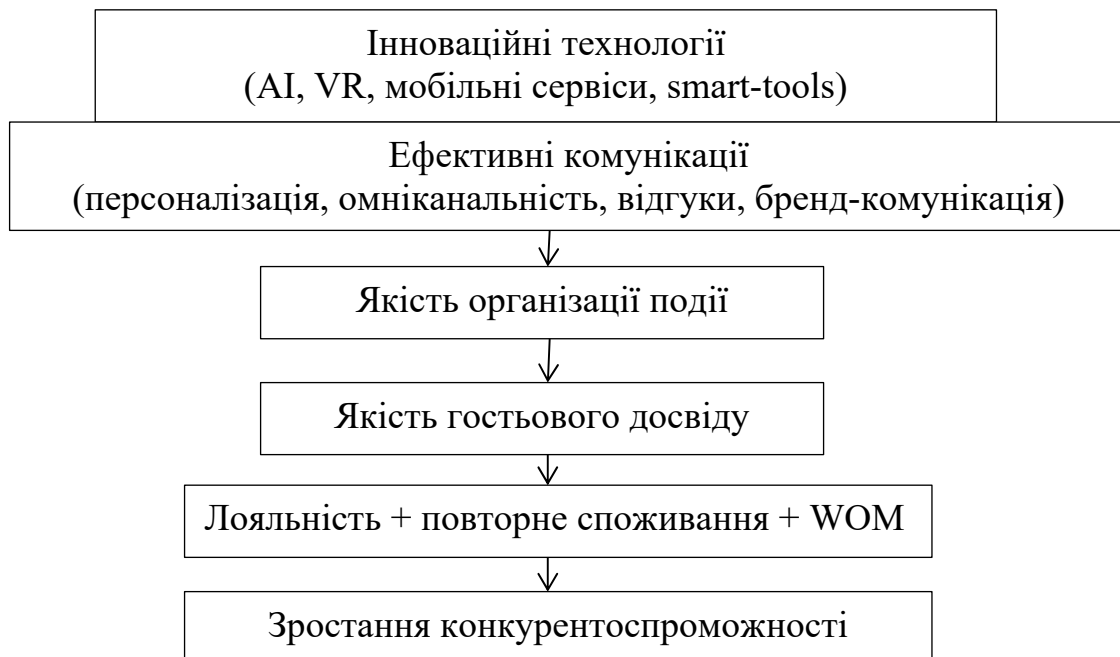 Інноваційні технології
(AI, VR, мобільні сервіси, smart-tools)
Ефективні комунікації
(персоналізація, омніканальність, відгуки, бренд-комунікація)
Якість організації події
Якість гостьового досвіду
Лояльність + повторне споживання + WOM
Зростання конкурентоспроможності